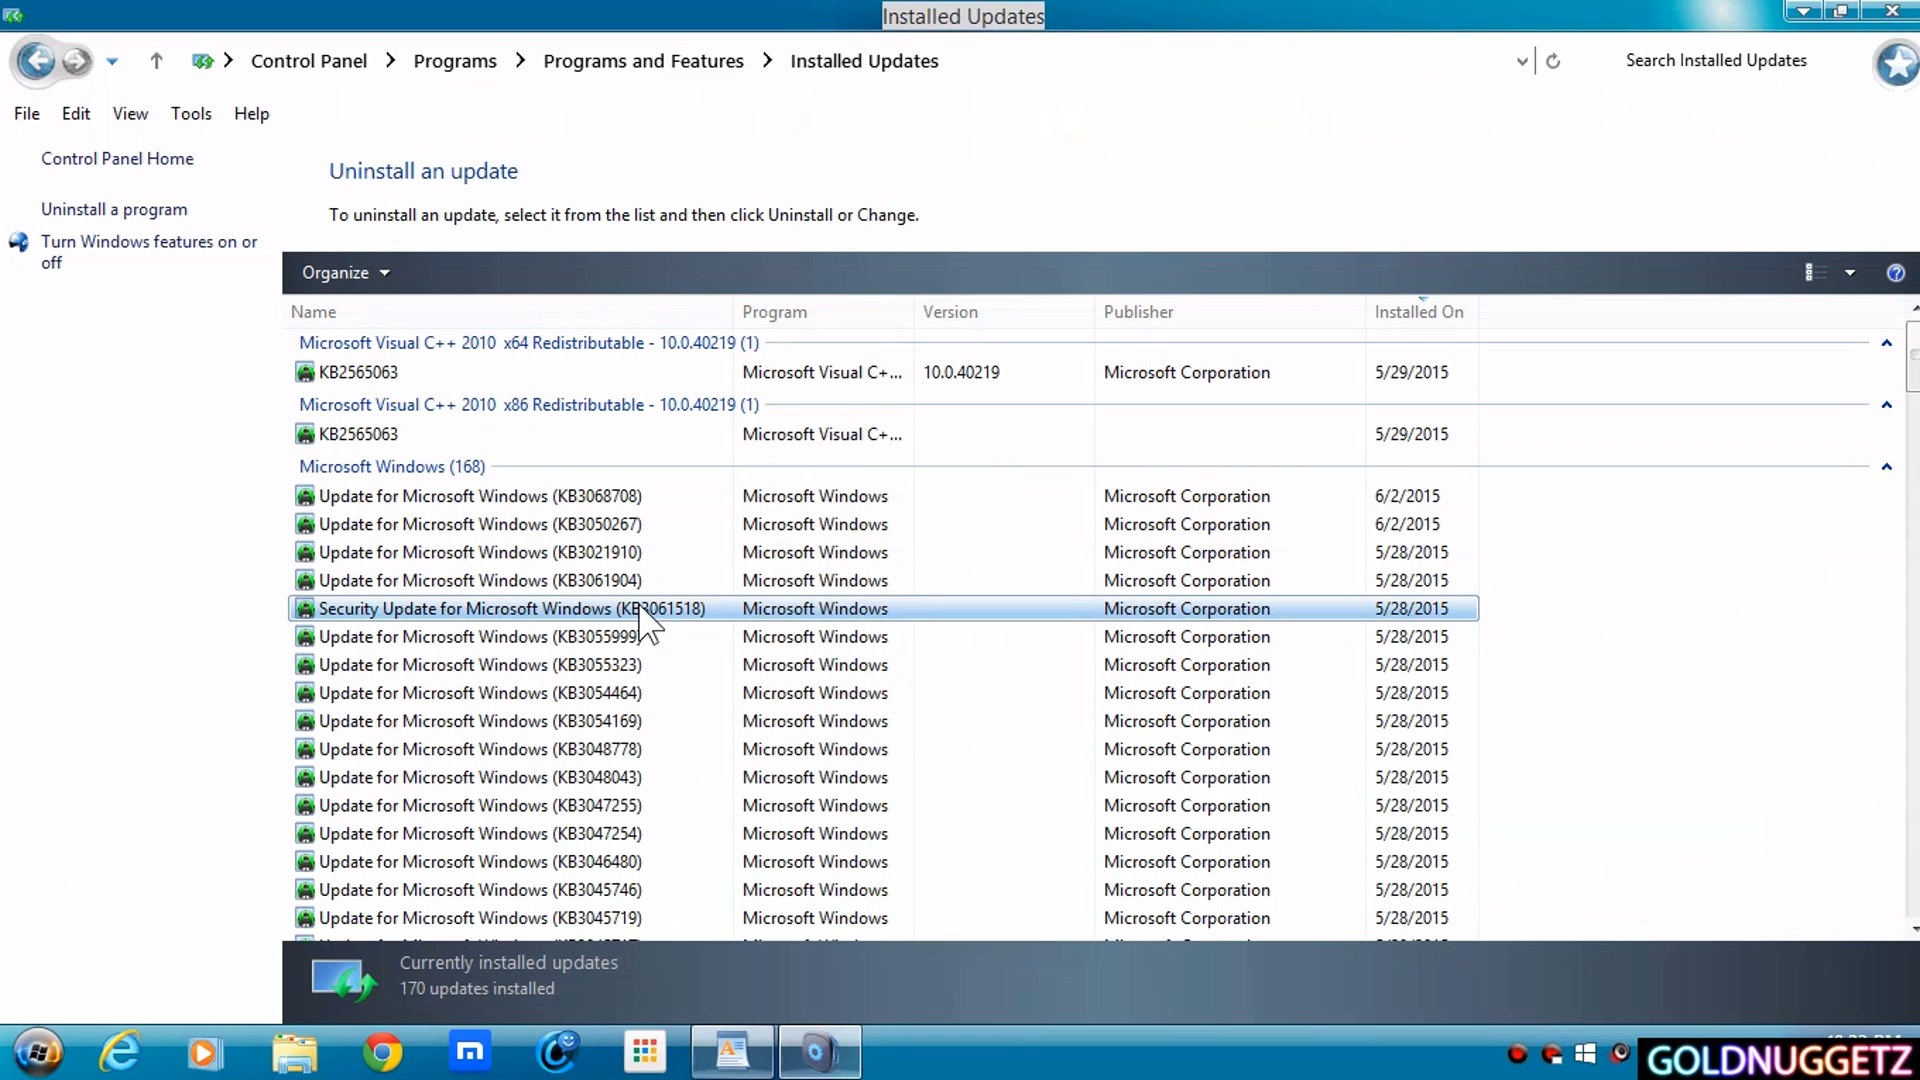 Installed Updates
Control Panel Programs Programs and Features Installed Updates
Search Installed Updates
File Edit View Tools Help
Control Panel Home
Uninstall a program
Turn Windows features on or
off
Uninstall an update
To uninstall an update, select it from the list and then click Uninstall or Change.
Organize
Name Program Version Publisher Installed On
Microsoft Visual C++ 2010 x64 Redistributable - 10.0.40219 (1)
KB2565063 Microsoft Visual C+... 10.0.40219 Microsoft Corporation 5/29/2015
Microsoft Visual C++ 2010 x86 Redistributable - 10.0.40219 (1)
KB2565063 Microsoft Visual C+... 5/29/2015
Microsoft Windows (168)
Update for Microsoft Windows (KB3068708) Microsoft Windows Microsoft Corporation 6/2/2015
Update for Microsoft Windows (KB3050267) Microsoft Windows Microsoft Corporation 6/2/2015
Update for Microsoft Windows (KB3021910) Microsoft Windows Microsoft Corporation 5/28/2015
Update for Microsoft Windows (KB3061904) Microsoft Windows Microsoft Corporation 5/28/2015
Security Update for Microsoft Windows (KB3061518) Microsoft Windows Microsoft Corporation 5/28/2015
Update for Microsoft Windows (KB3055999) Microsoft Windows Microsoft Corporation 5/28/2015
Update for Microsoft Windows (KB3055323) Microsoft Windows Microsoft Corporation 5/28/2015
Update for Microsoft Windows (KB3054464) Microsoft Windows Microsoft Corporation 5/28/2015
Update for Microsoft Windows (KB3054169) Microsoft Windows Microsoft Corporation 5/28/2015
Update for Microsoft Windows (KB3048778) Microsoft Windows Microsoft Corporation 5/28/2015
Update for Microsoft Windows (KB3048043) Microsoft Windows Microsoft Corporation 5/28/2015
Update for Microsoft Windows (KB3047255) Microsoft Windows Microsoft Corporation 5/28/2015
Update for Microsoft Windows (KB3047254) Microsoft Windows Microsoft Corporation 5/28/2015
Update for Microsoft Windows (KB3046480) Microsoft Windows Microsoft Corporation 5/28/2015
Update for Microsoft Windows (KB3045746) Microsoft Windows Microsoft Corporation 5/28/2015
Update for Microsoft Windows (KB3045719) Microsoft Windows Microsoft Corporation 5/28/2015
Currently installed updates
170 updates installed
GOLDNUGGETZ